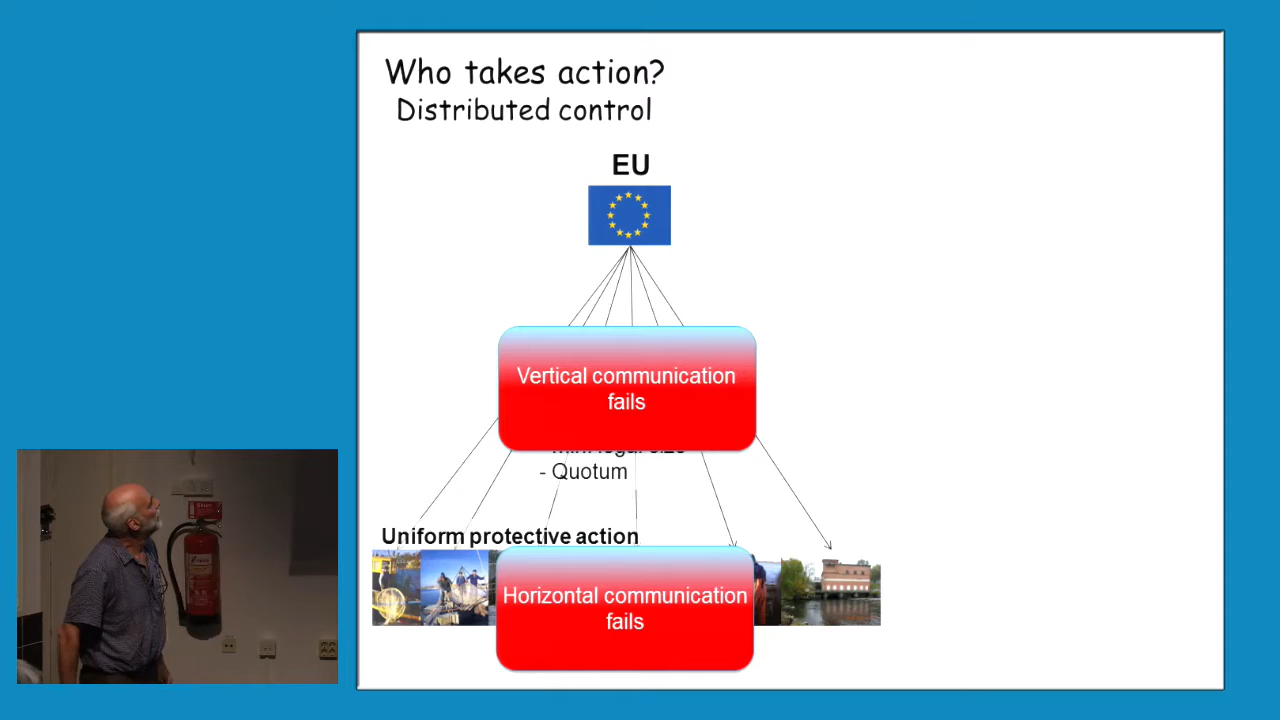 Who takes action?
Distributed control
EU
Vertical communication
fails
- Quotum
Uniform protective action
Horizontal communication
fails